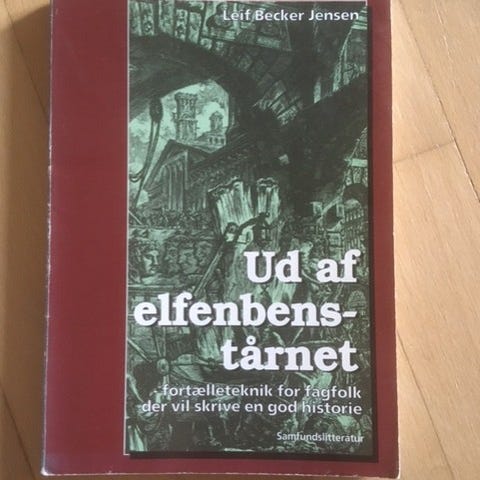 Leif Becker Jensen
Ud af
elfenbens-
tårnet
- fortælleteknik for fagfolk
der vil skrive en god historie
Samfundslitteratur